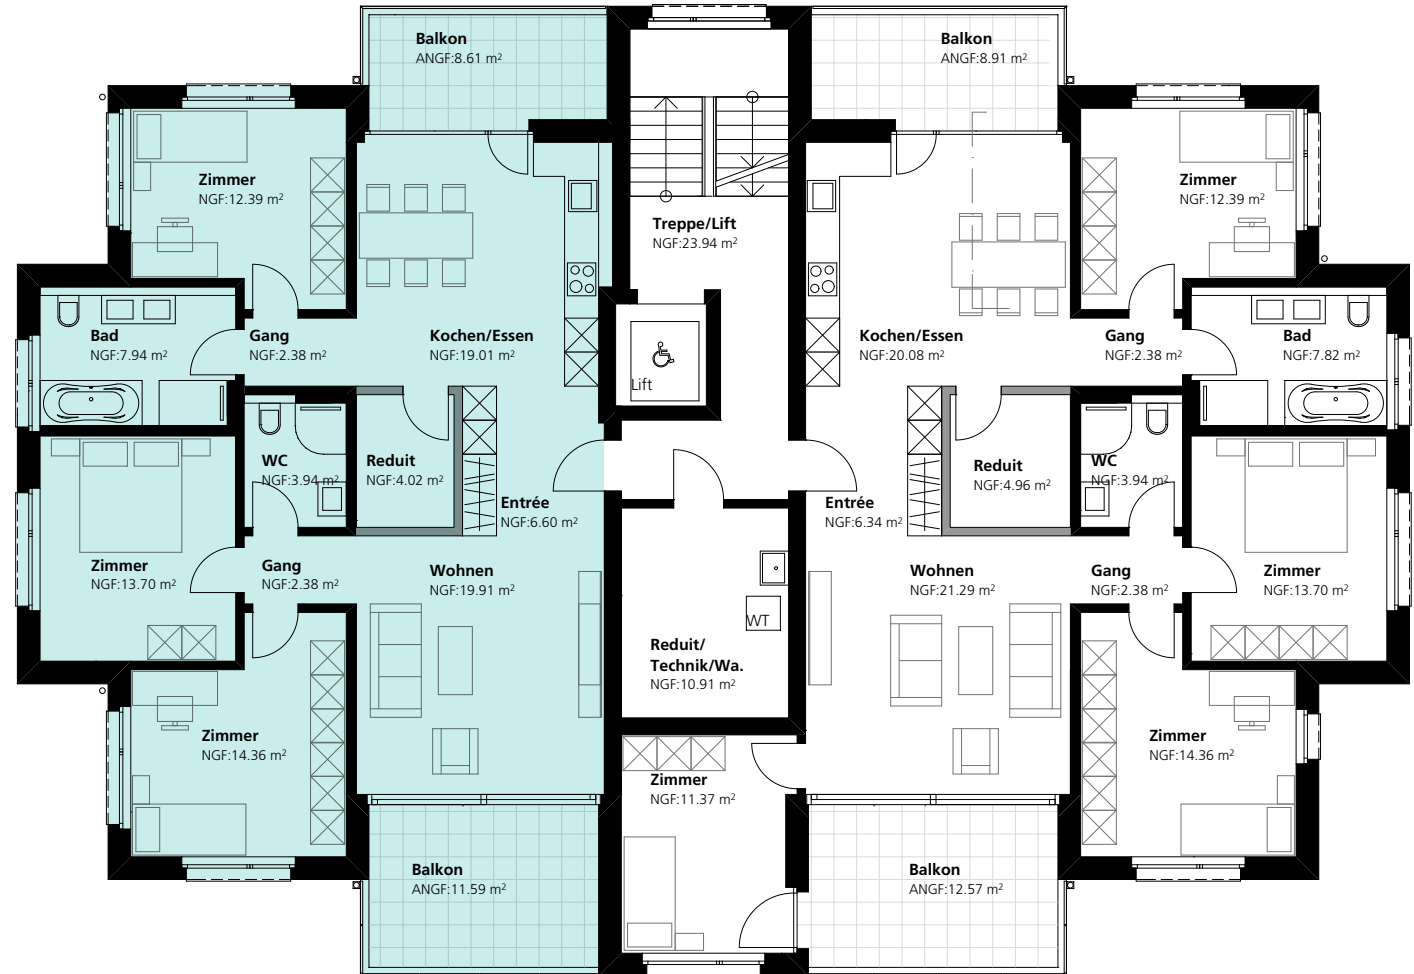 Balkon
ANGF:8.61 m²
Balkon
ANGF:8.91 m²
Zimmer
NGF:12.39 m²
Zimmer
NGF:12.39 m²
Treppe/Lift
NGF:23.94 m²
Bad
NGF:7.94 m²
Gang
NGF:2.38 m²
Kochen/Essen
NGF:19.01 m²
Kochen/Essen
NGF:20.08 m²
Gang
NGF:2.38 m²
Bad
NGF:7.82 m²
Lift
WC
NGF:3.94 m²
Reduit
NGF:4.02 m²
Reduit
NGF:4.96 m²
WC
NGF:3.94 m²
Entrée
NGF:6.60 m²
Entrée
NGF:6.34 m²
Zimmer
NGF:13.70 m²
Gang
NGF:2.38 m²
Wohnen
NGF:19.91 m²
Wohnen
NGF:21.29 m²
Gang
NGF:2.38 m²
Zimmer
NGF:13.70 m²
WT
Reduit/
Technik/Wa.
NGF:10.91 m²
Zimmer
NGF:14.36 m²
Zimmer
NGF:14.36 m²
Zimmer
NGF:11.37 m²
Balkon
ANGF:11.59 m²
Balkon
ANGF:12.57 m²